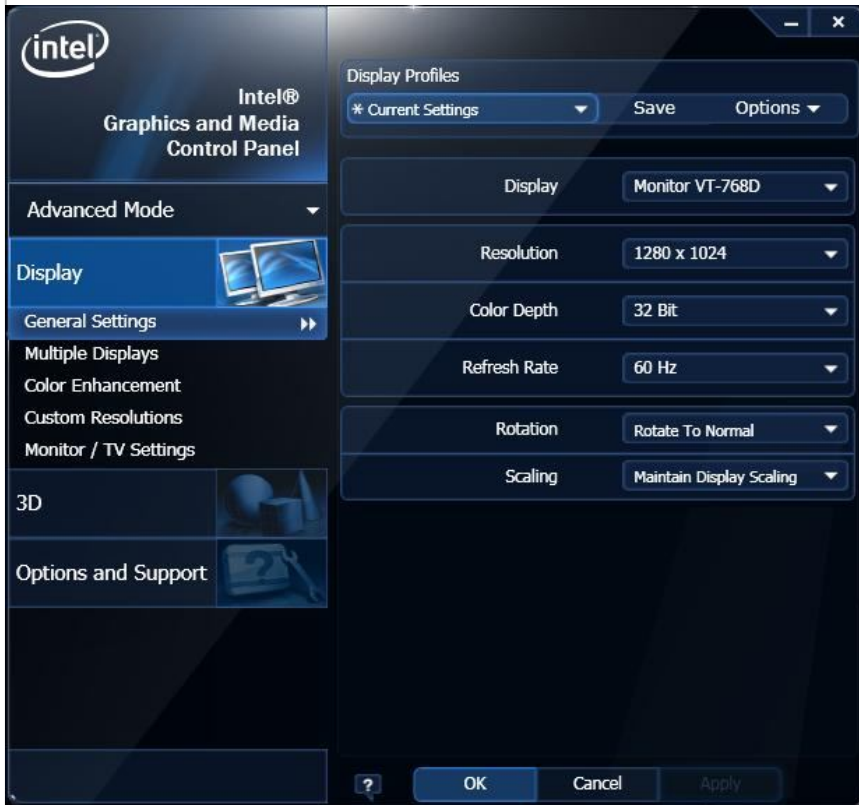 intel
Intel®
Graphics and Media
Control Panel
Advanced Mode
Display
General Settings
Multiple Displays
Color Enhancement
Custom Resolutions
Monitor / TV Settings
3D
Options and Support
Display Profiles
* Current Settings Save Options
Display Monitor VT-768D
Resolution 1280 x 1024
Color Depth 32 Bit
Refresh Rate 60 Hz
Rotation Rotate To Normal
Scaling Maintain Display Scaling
? OK Cancel Apply